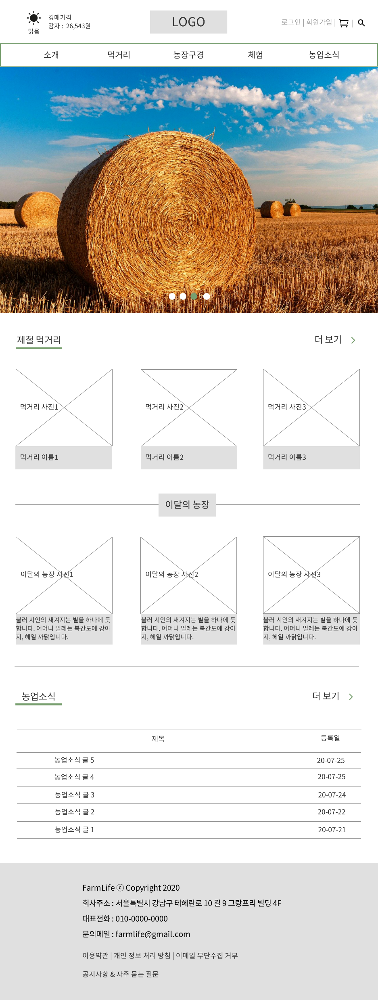 경매가격
감자 : 26,543원
맑음
LOGO
로그인 | 회원가입 | |
소개 먹거리 농장구경 체험 농업소식
제철 먹거리 더 보기
먹거리 사진1 먹거리 사진2 먹거리 사진3
먹거리 이름1 먹거리 이름2 먹거리 이름3
이달의 농장
이달의 농장 사진1 이달의 농장 사진2 이달의 농장 사진3
불러 시인의 새겨지는 별을 하나에 듯
합니다. 어머니 벌레는 북간도에 강아
지, 헤일 까닭입니다.
불러 시인의 새겨지는 별을 하나에 듯
합니다. 어머니 벌레는 북간도에 강아
지, 헤일 까닭입니다.
불러 시인의 새겨지는 별을 하나에 듯
합니다. 어머니 벌레는 북간도에 강아
지, 헤일 까닭입니다.
농업소식 더 보기
제목 등록일
농업소식 글 5 20-07-25
농업소식 글 4 20-07-25
농업소식 글 3 20-07-24
농업소식 글 2 20-07-22
농업소식 글 1 20-07-21
FarmLife ⓒ Copyright 2020
회사주소 : 서울특별시 강남구 테헤란로 10 길 9 그랑프리 빌딩 4F
대표전화 : 010-0000-0000
문의메일 : farmlife@gmail.com
이용약관 | 개인 정보 처리 방침 | 이메일 무단수집 거부
공지사항 & 자주 묻는 질문